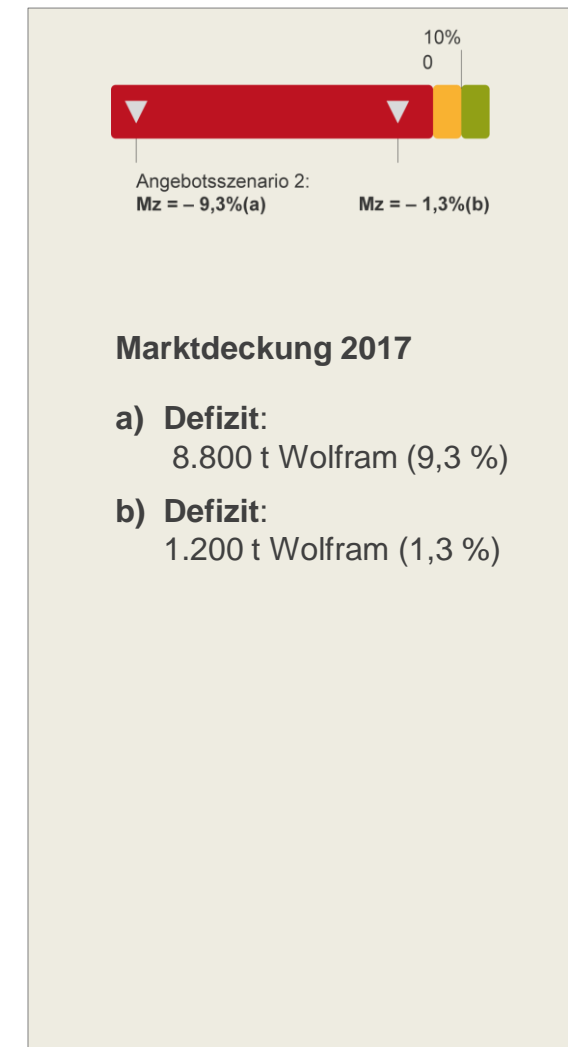 10%
0
Angebotsszenario 2:
Mz = – 9,3%(a) Mz = – 1,3%(b)
Marktdeckung 2017
a) Defizit:
8.800 t Wolfram (9,3 %)
b) Defizit:
1.200 t Wolfram (1,3 %)